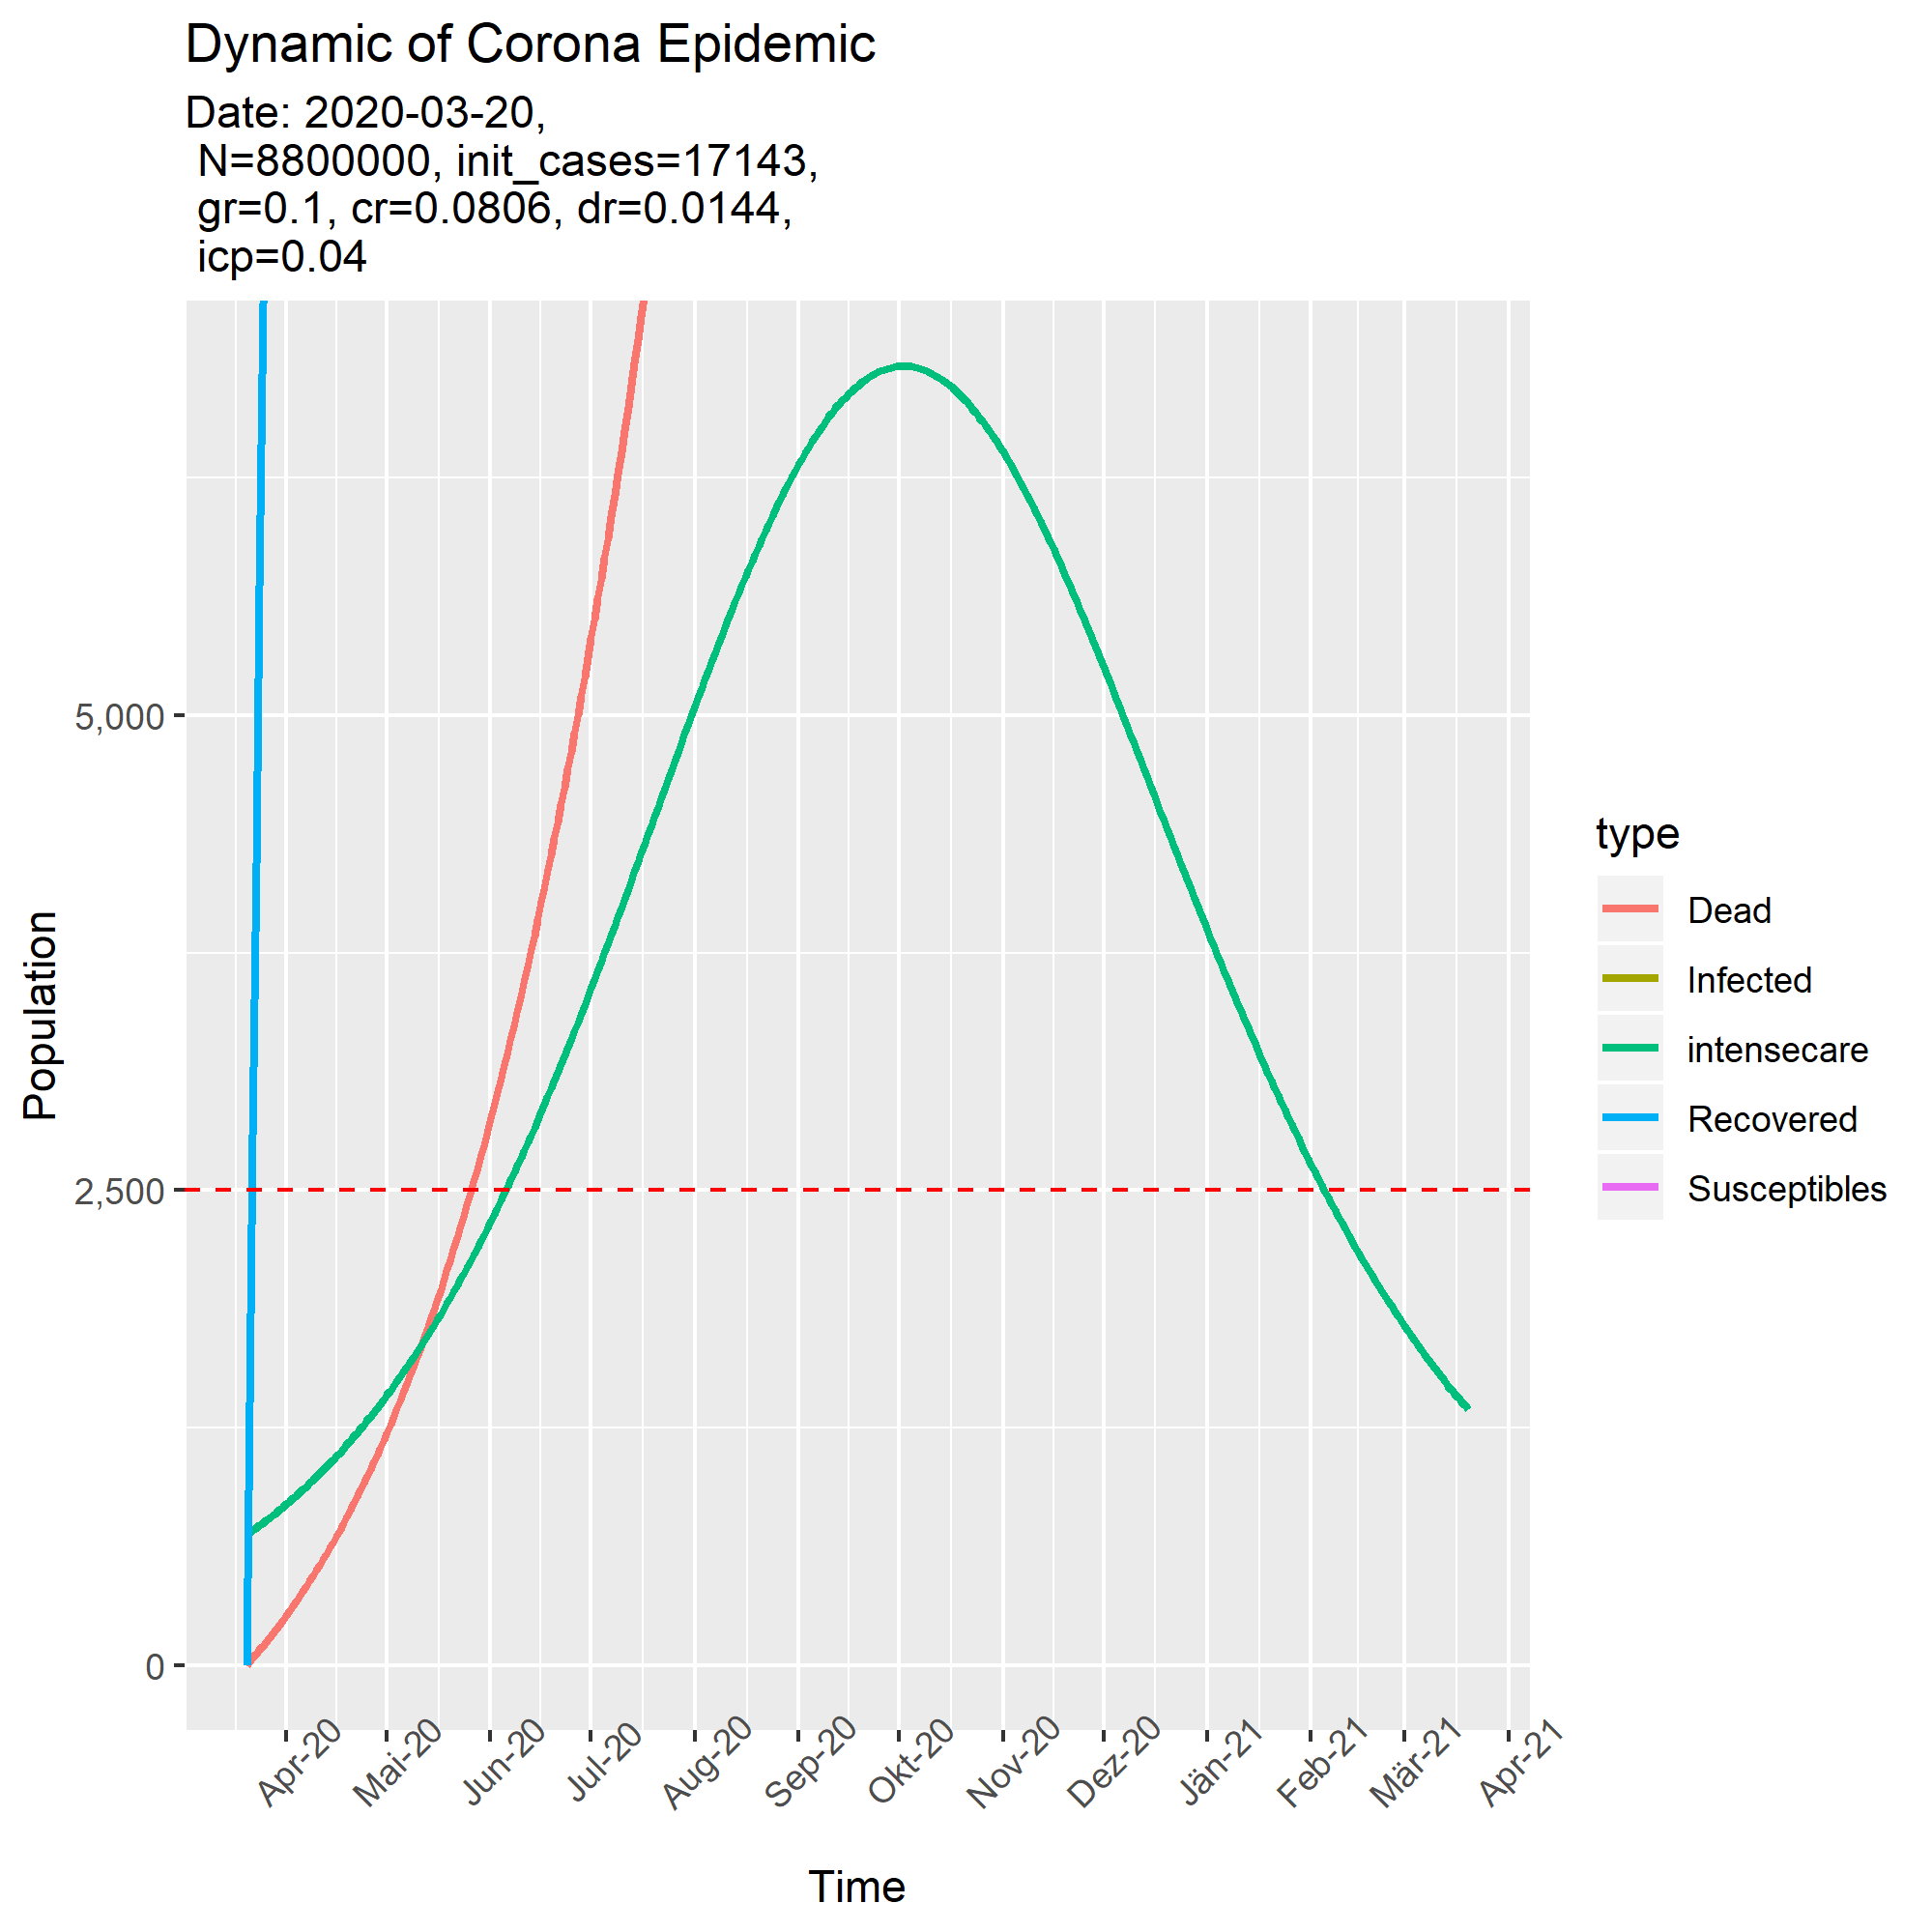 Dynamic of Corona Epidemic
Date: 2020-03-20,
N=8800000, init_cases=17143,
gr=0.1, cr=0.0806, dr=0.0144,
icp=0.04
Population
5,000
2,500
0
Apr-20
Mai-20
Jun-20
Jul-20
Aug-20
Sep-20
Okt-20
Nov-20
Dez-20
Jän-21
Feb-21
Mär-21
Apr-21
Time
type
Dead
Infected
intensecare
Recovered
Susceptibles